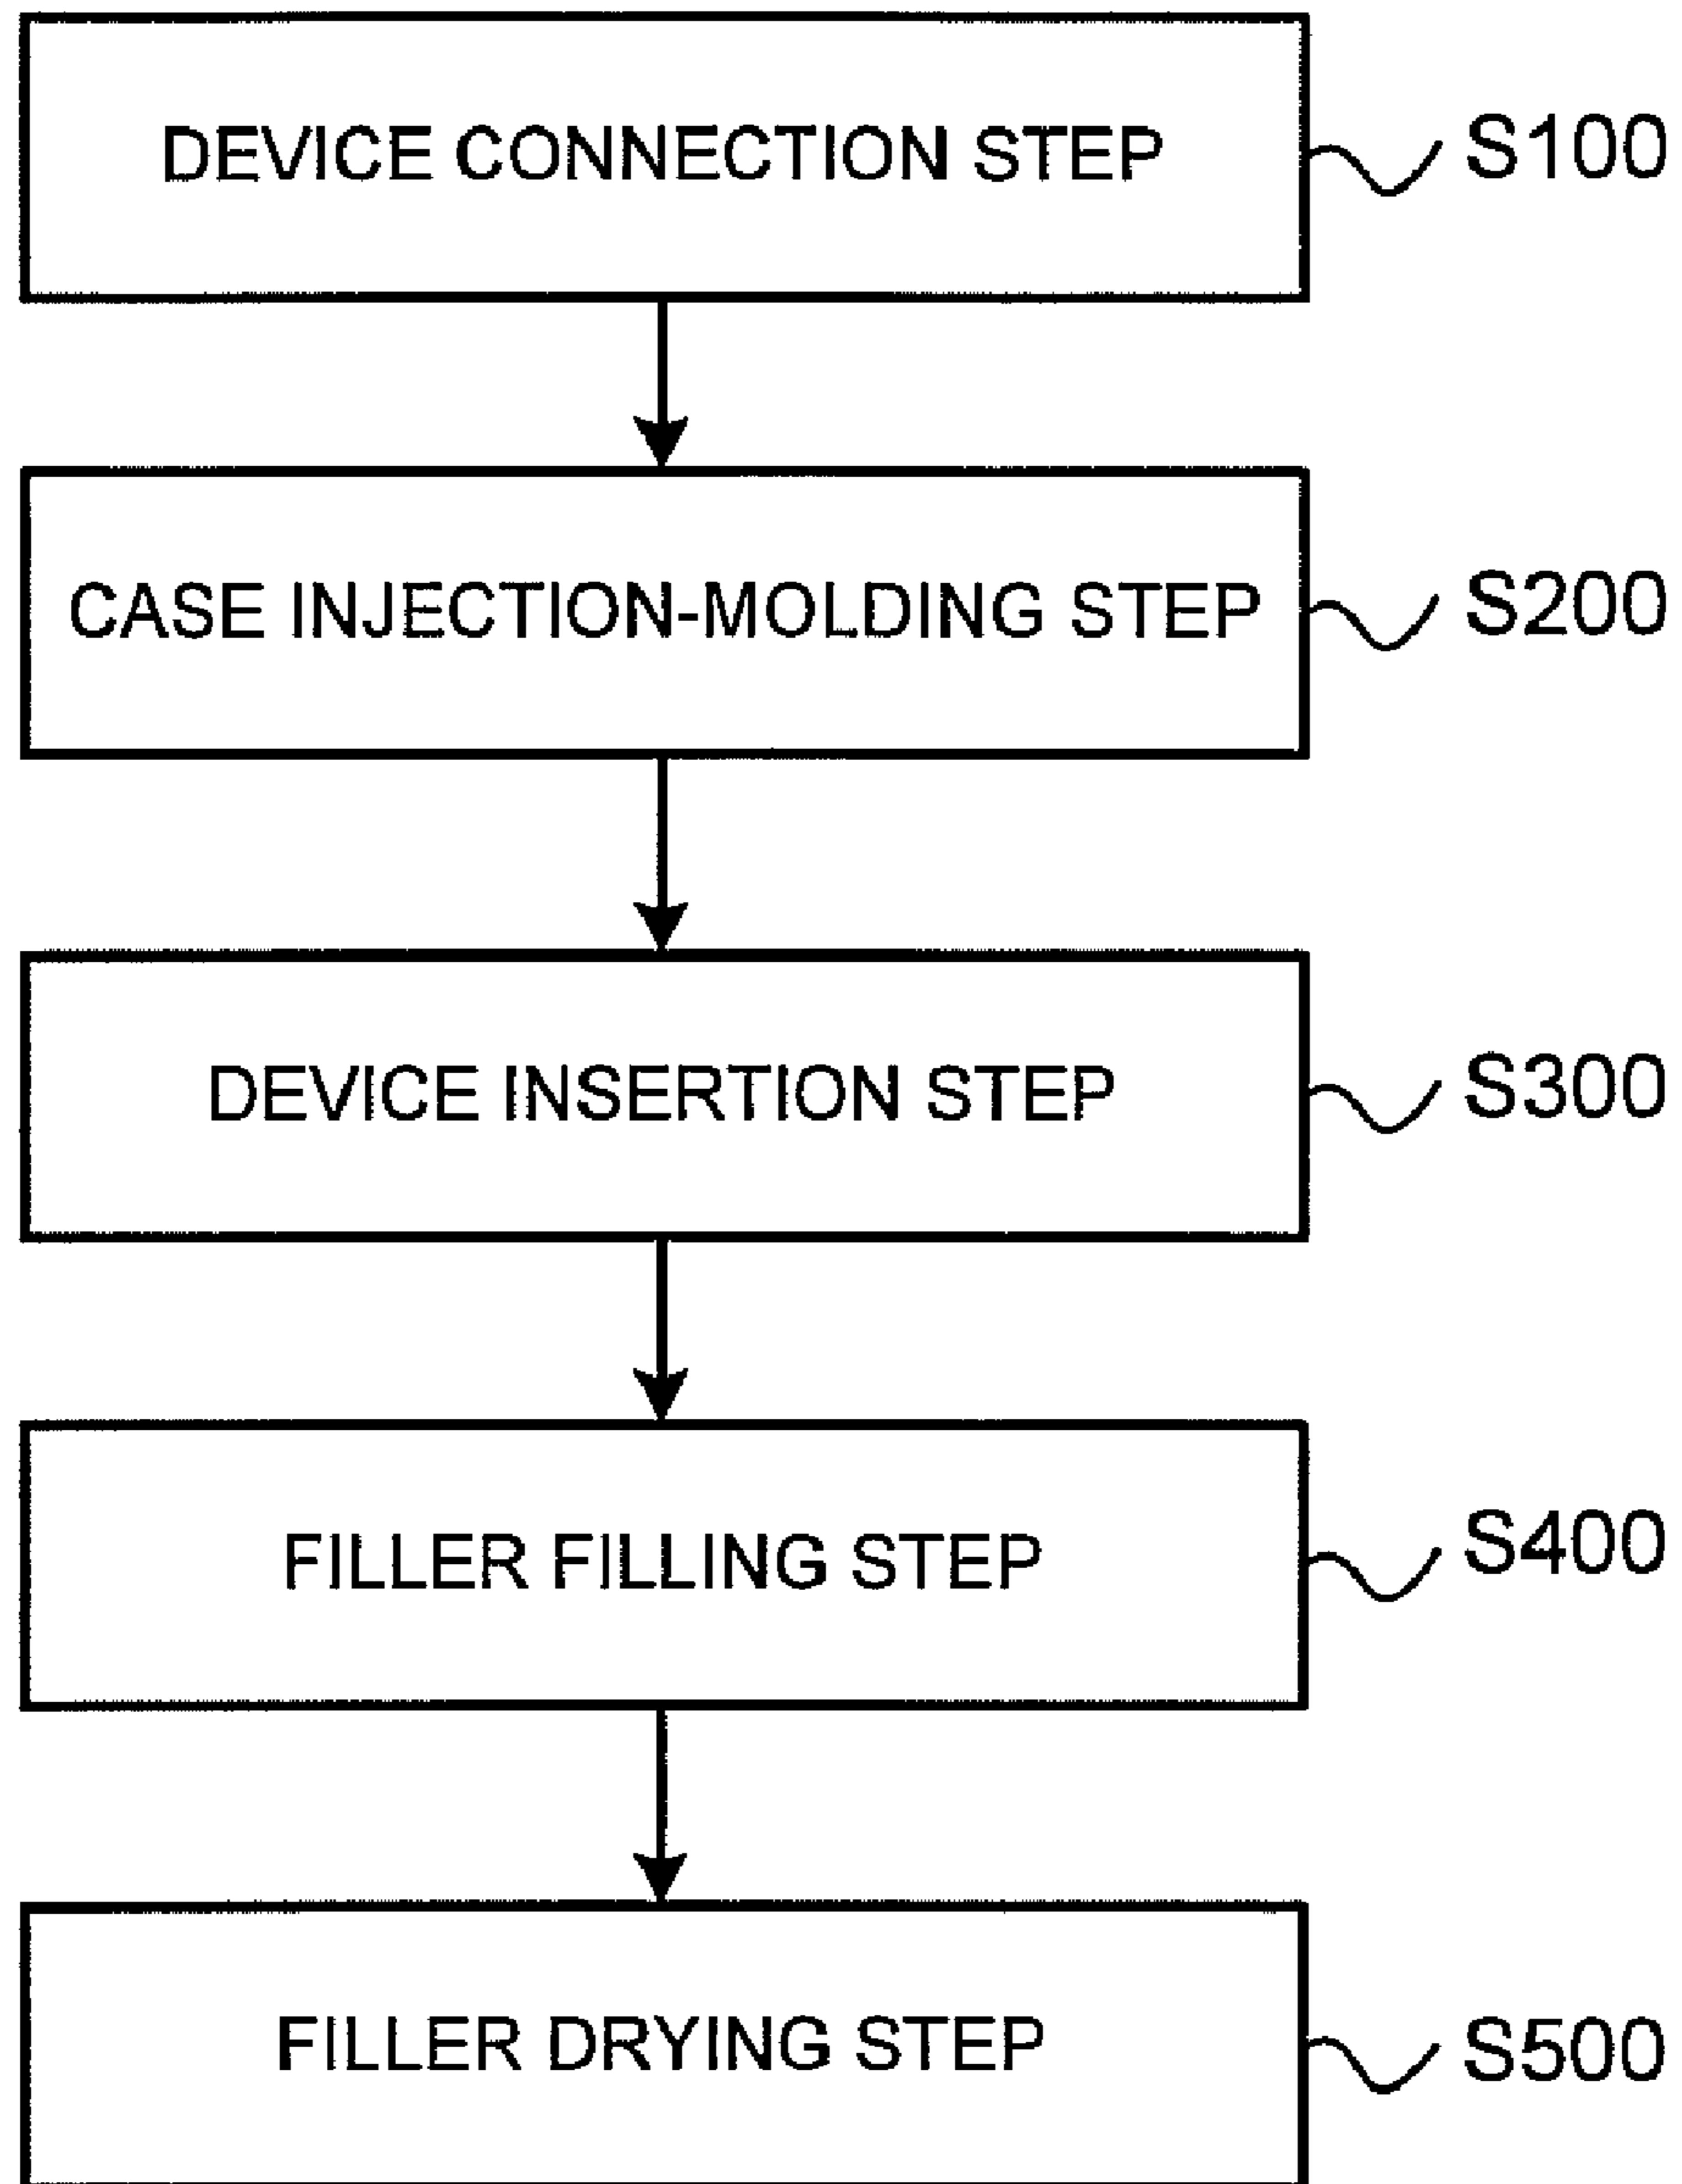 DEVICE CONNECTION STEP S100
CASE INJECTION-MOLDING STEP S200
DEVICE INSERTION STEP S300
FILLER FILLING STEP S400
FILLER DRYING STEP S500